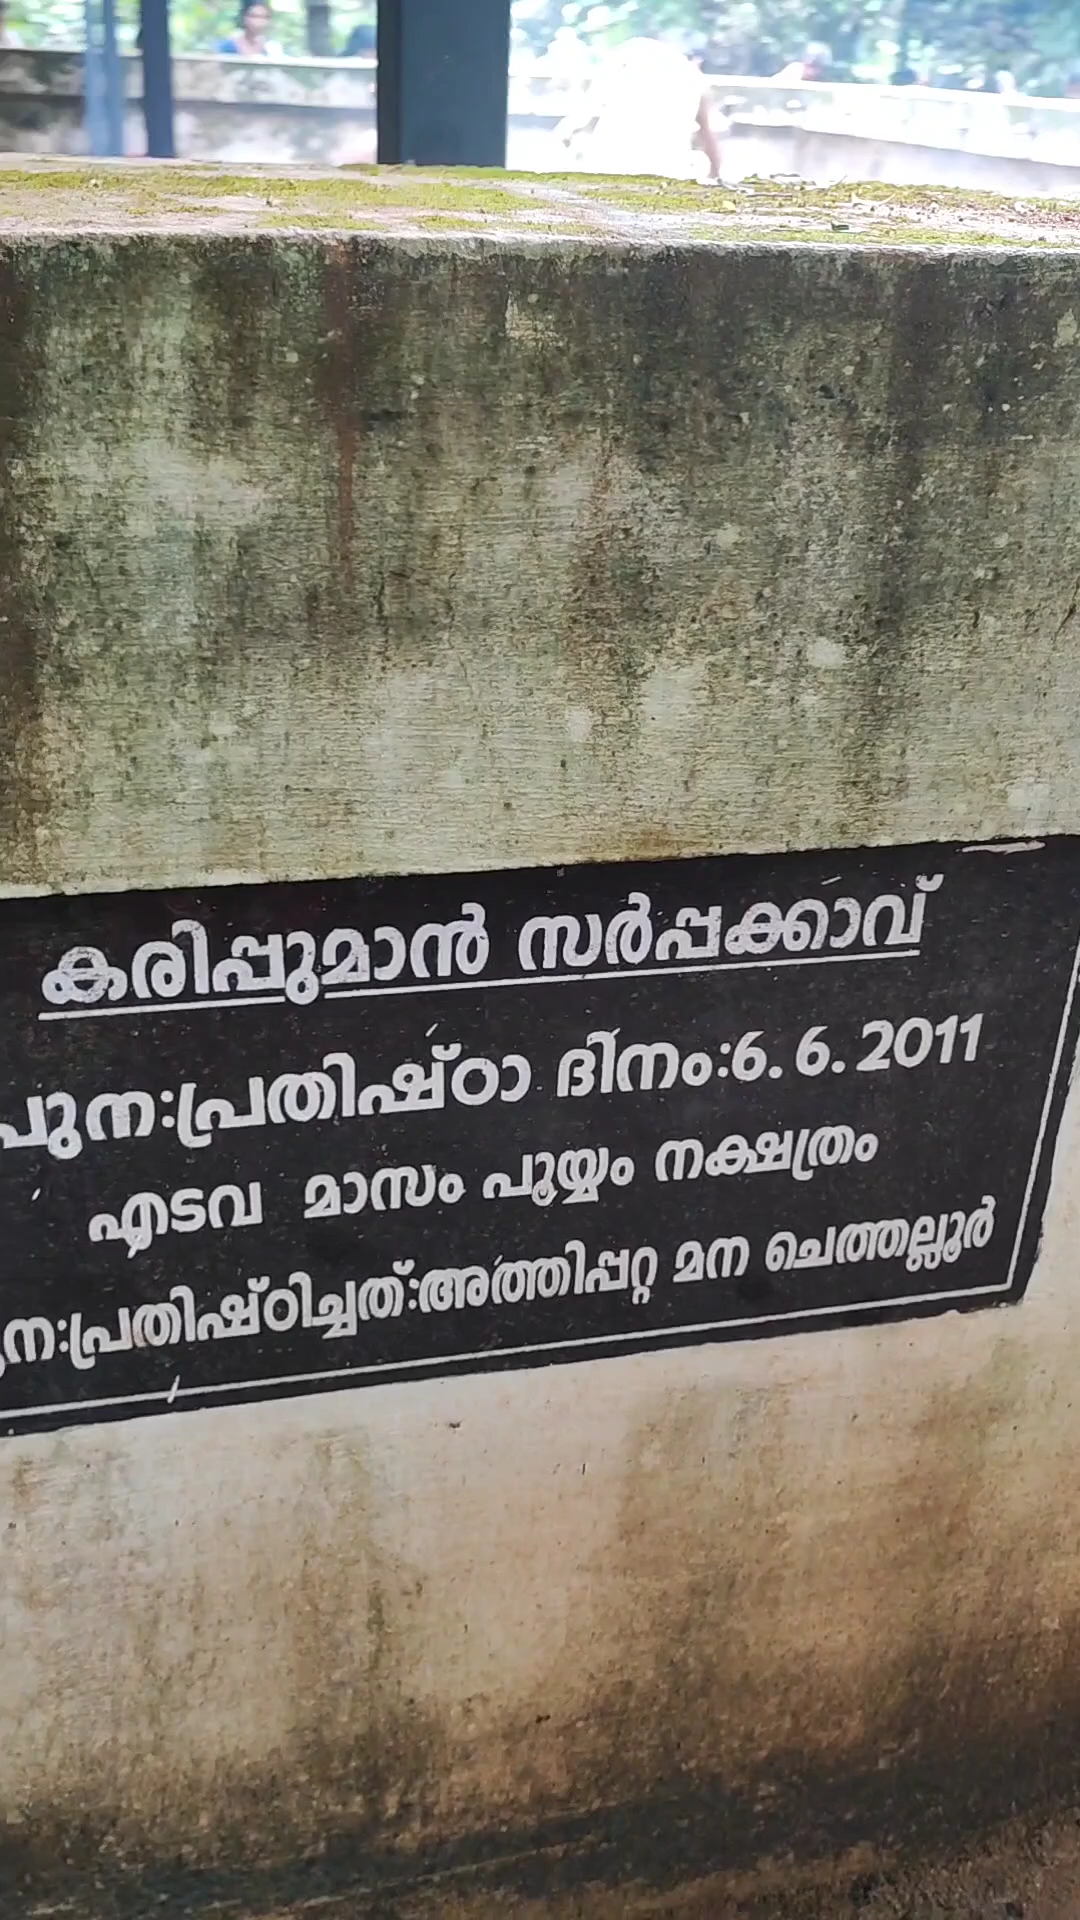 കരിപ്പുമാൻ സർപ്പക്കാവ്
പുന:പ്രതിഷ്ഠാ ദിനം:6.6.2011
എടവ മാസം പൂയ്യം നക്ഷത്രം
പുന:പ്രതിഷ്ഠിച്ചത്:അത്തിപ്പറ്റ മന ചെത്തല്ലൂർ